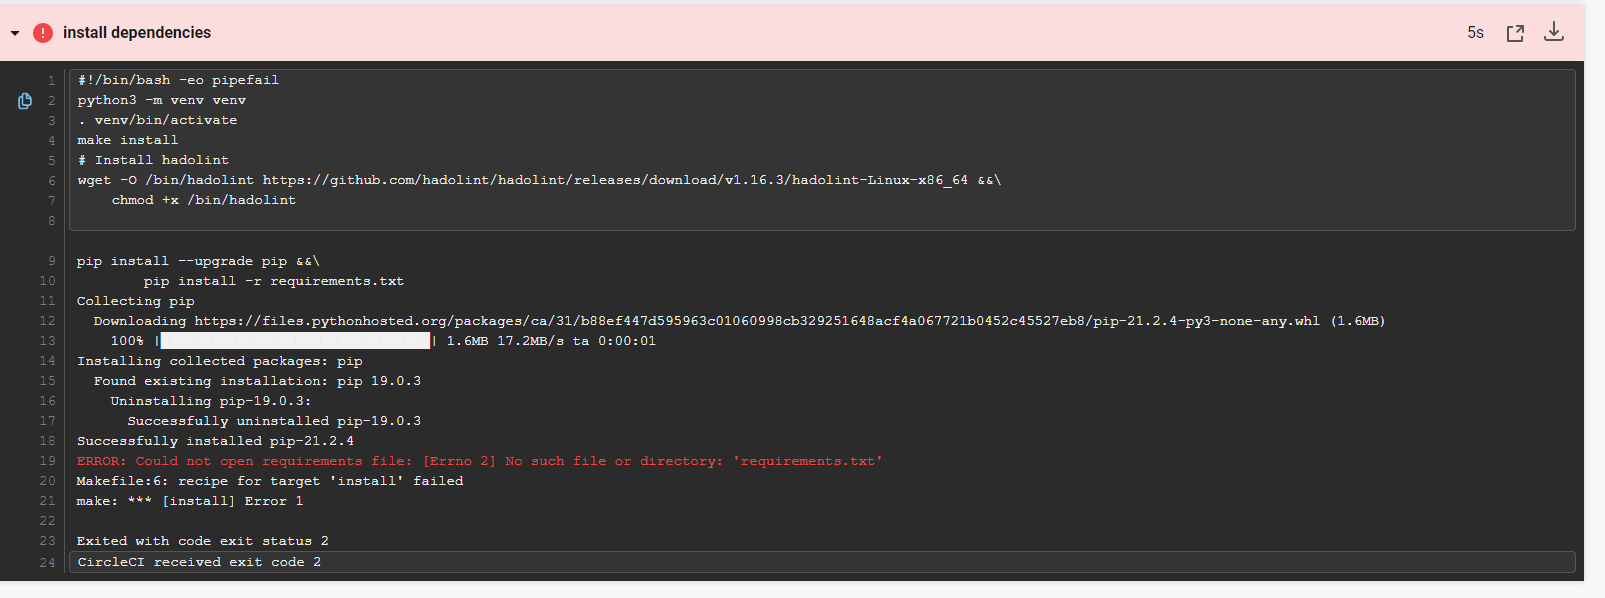 install dependencies 5s
1 #!/bin/bash -eo pipefail
2 python3 -m venv venv
3 . venv/bin/activate
4 make install
5 # Install hadolint
6 wget -O /bin/hadolint https://github.com/hadolint/hadolint/releases/download/v1.16.3/hadolint-Linux-x86_64 &&\
7     chmod +x /bin/hadolint
8
9 pip install --upgrade pip &&\
10         pip install -r requirements.txt
11 Collecting pip
12   Downloading https://files.pythonhosted.org/packages/ca/31/b88ef447d595963c01060998cb329251648acf4a067721b0452c45527eb8/pip-21.2.4-py3-none-any.whl (1.6MB)
13     100% |████████████████████████████████| 1.6MB 17.2MB/s ta 0:00:01
14 Installing collected packages: pip
15   Found existing installation: pip 19.0.3
16     Uninstalling pip-19.0.3:
17       Successfully uninstalled pip-19.0.3
18 Successfully installed pip-21.2.4
19 ERROR: Could not open requirements file: [Errno 2] No such file or directory: 'requirements.txt'
20 Makefile:6: recipe for target 'install' failed
21 make: *** [install] Error 1
22
23 Exited with code exit status 2
24 CircleCI received exit code 2